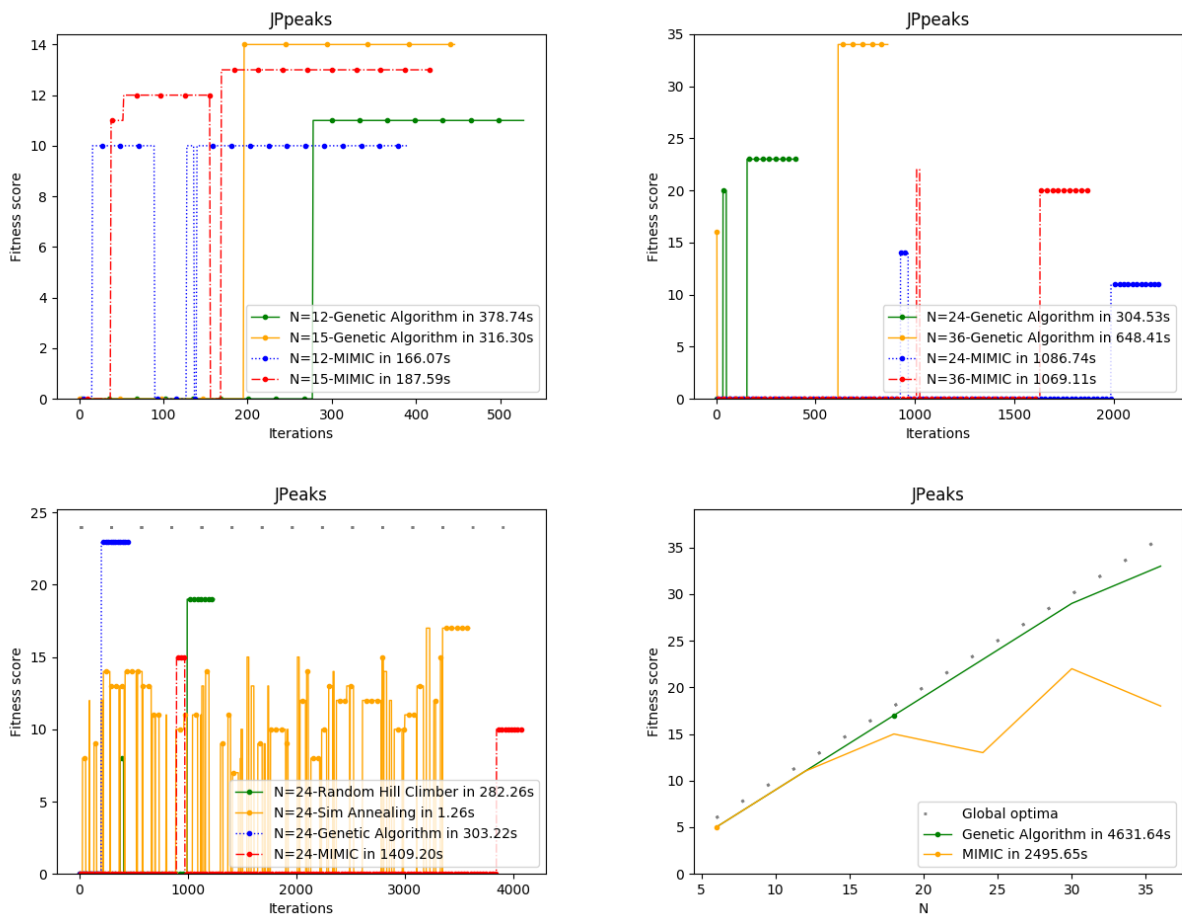 JPpeaks
14
12
10
8
6
4
2
0
Fitness score
N=12-Genetic Algorithm in 378.74s
N=15-Genetic Algorithm in 316.30s
N=12-MIMIC in 166.07s
N=15-MIMIC in 187.59s
0
100
200
300
400
500
Iterations
JPpeaks
35
30
25
20
15
10
5
0
Fitness score
N=24-Genetic Algorithm in 304.53s
N=36-Genetic Algorithm in 648.41s
N=24-MIMIC in 1086.74s
N=36-MIMIC in 1069.11s
0
500
1000
1500
2000
Iterations
JPeaks
25
20
15
10
5
0
Fitness score
N=24-Random Hill Climber in 282.26s
N=24-Sim Annealing in 1.26s
N=24-Genetic Algorithm in 303.22s
N=24-MIMIC in 1409.20s
0
1000
2000
3000
4000
Iterations
JPeaks
35
30
25
20
15
10
5
0
Fitness score
Global optima
Genetic Algorithm in 4631.64s
MIMIC in 2495.65s
5
10
15
20
25
30
35
N